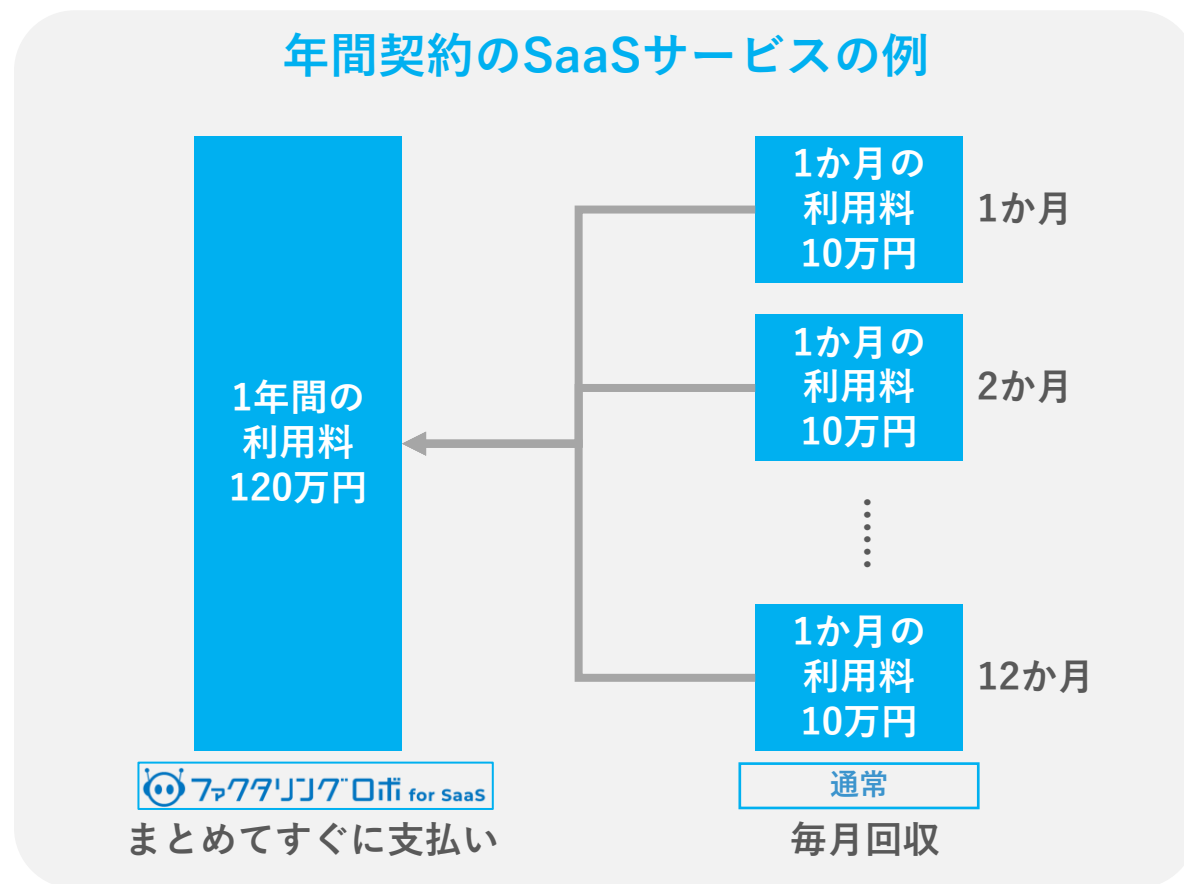 年間契約のSaaSサービスの例
1年間の
利用料
120万円
1か月の
利用料
10万円
1か月
1か月の
利用料
10万円
2か月
1か月の
利用料
10万円
12か月
ファクタリングロボ for SaaS
まとめてすぐに支払い
通常
毎月回収